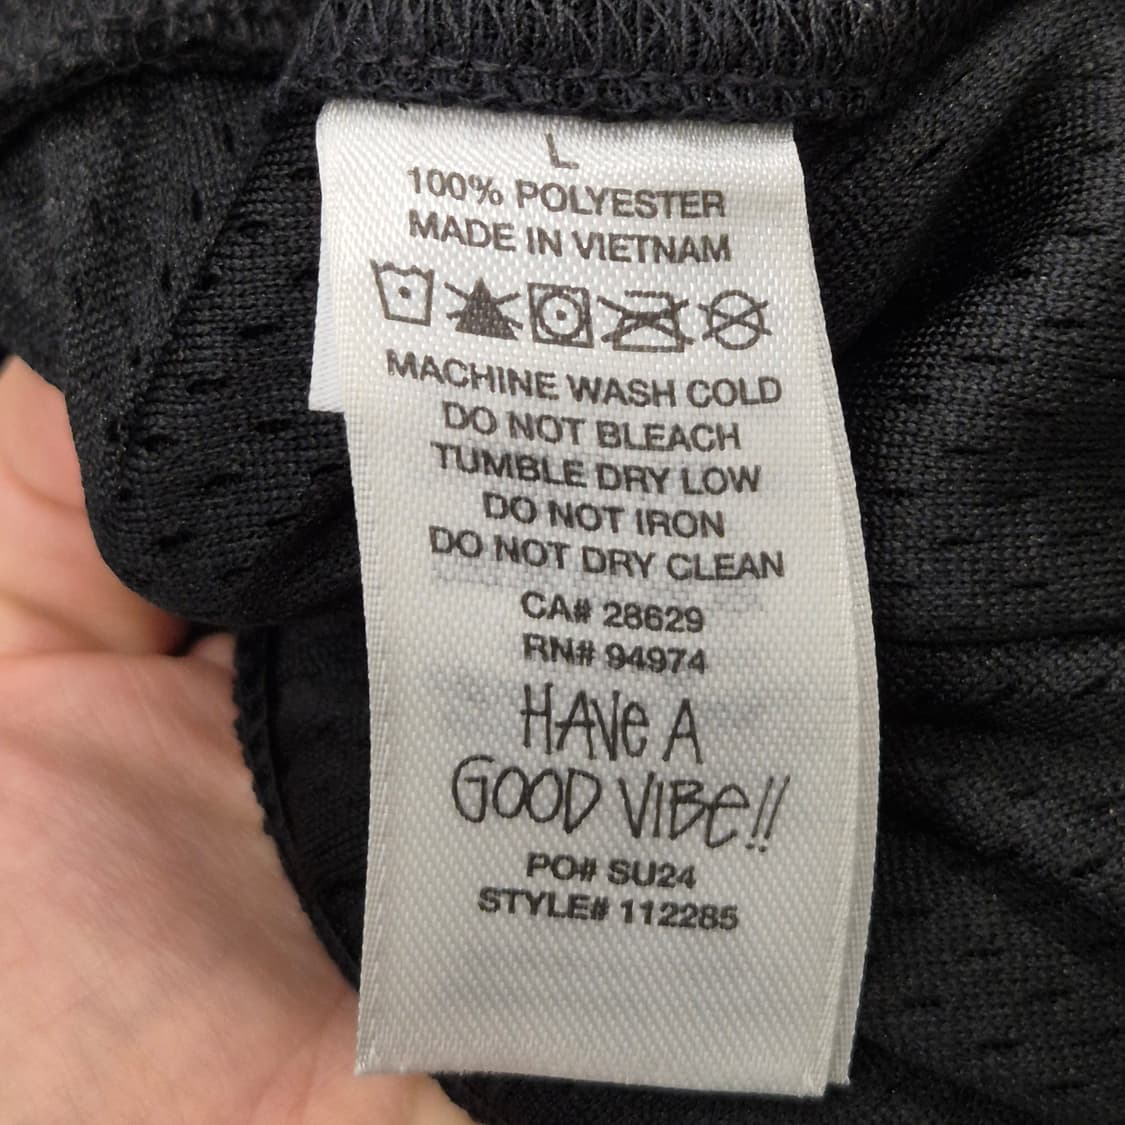 L
100% POLYESTER
MADE IN VIETNAM
MACHINE WASH COLD
DO NOT BLEACH
TUMBLE DRY LOW
DO NOT IRON
DO NOT DRY CLEAN
CA# 28629
RN# 94974
HAVe A
GOOD VIBe!!
PO# SU24
STYLE# 112285